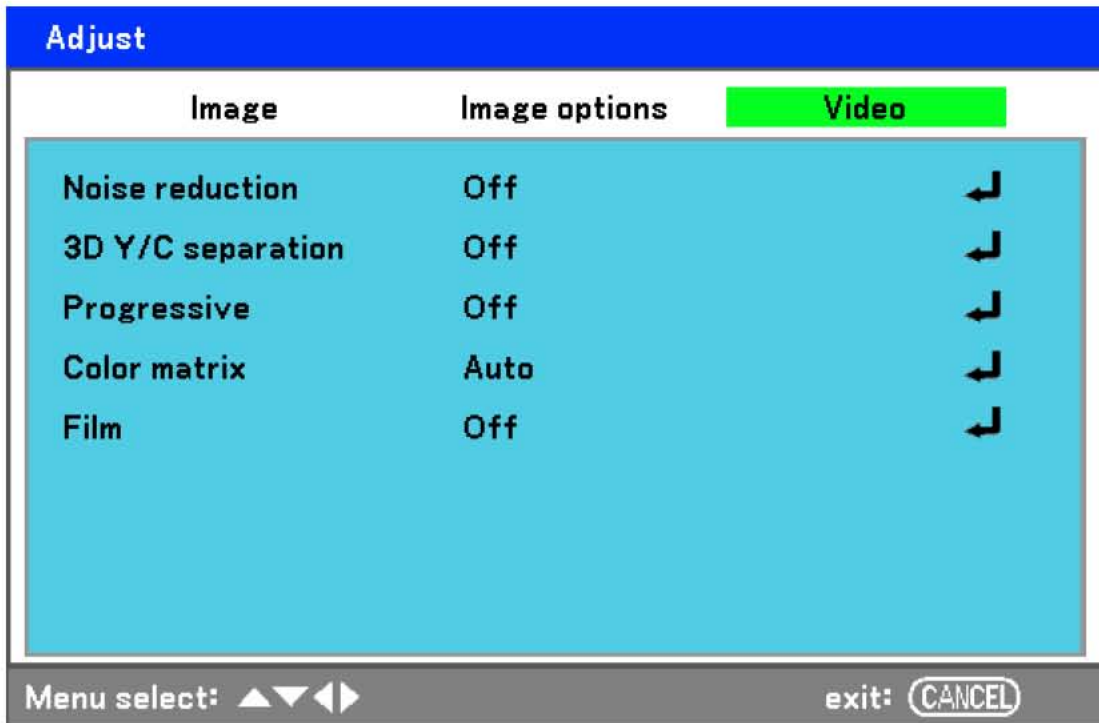 Adjust
Image Image options Video
Noise reduction Off
3D Y/C separation Off
Progressive Off
Color matrix Auto
Film Off
Menu select: ▲▼◀▶ exit: CANCEL